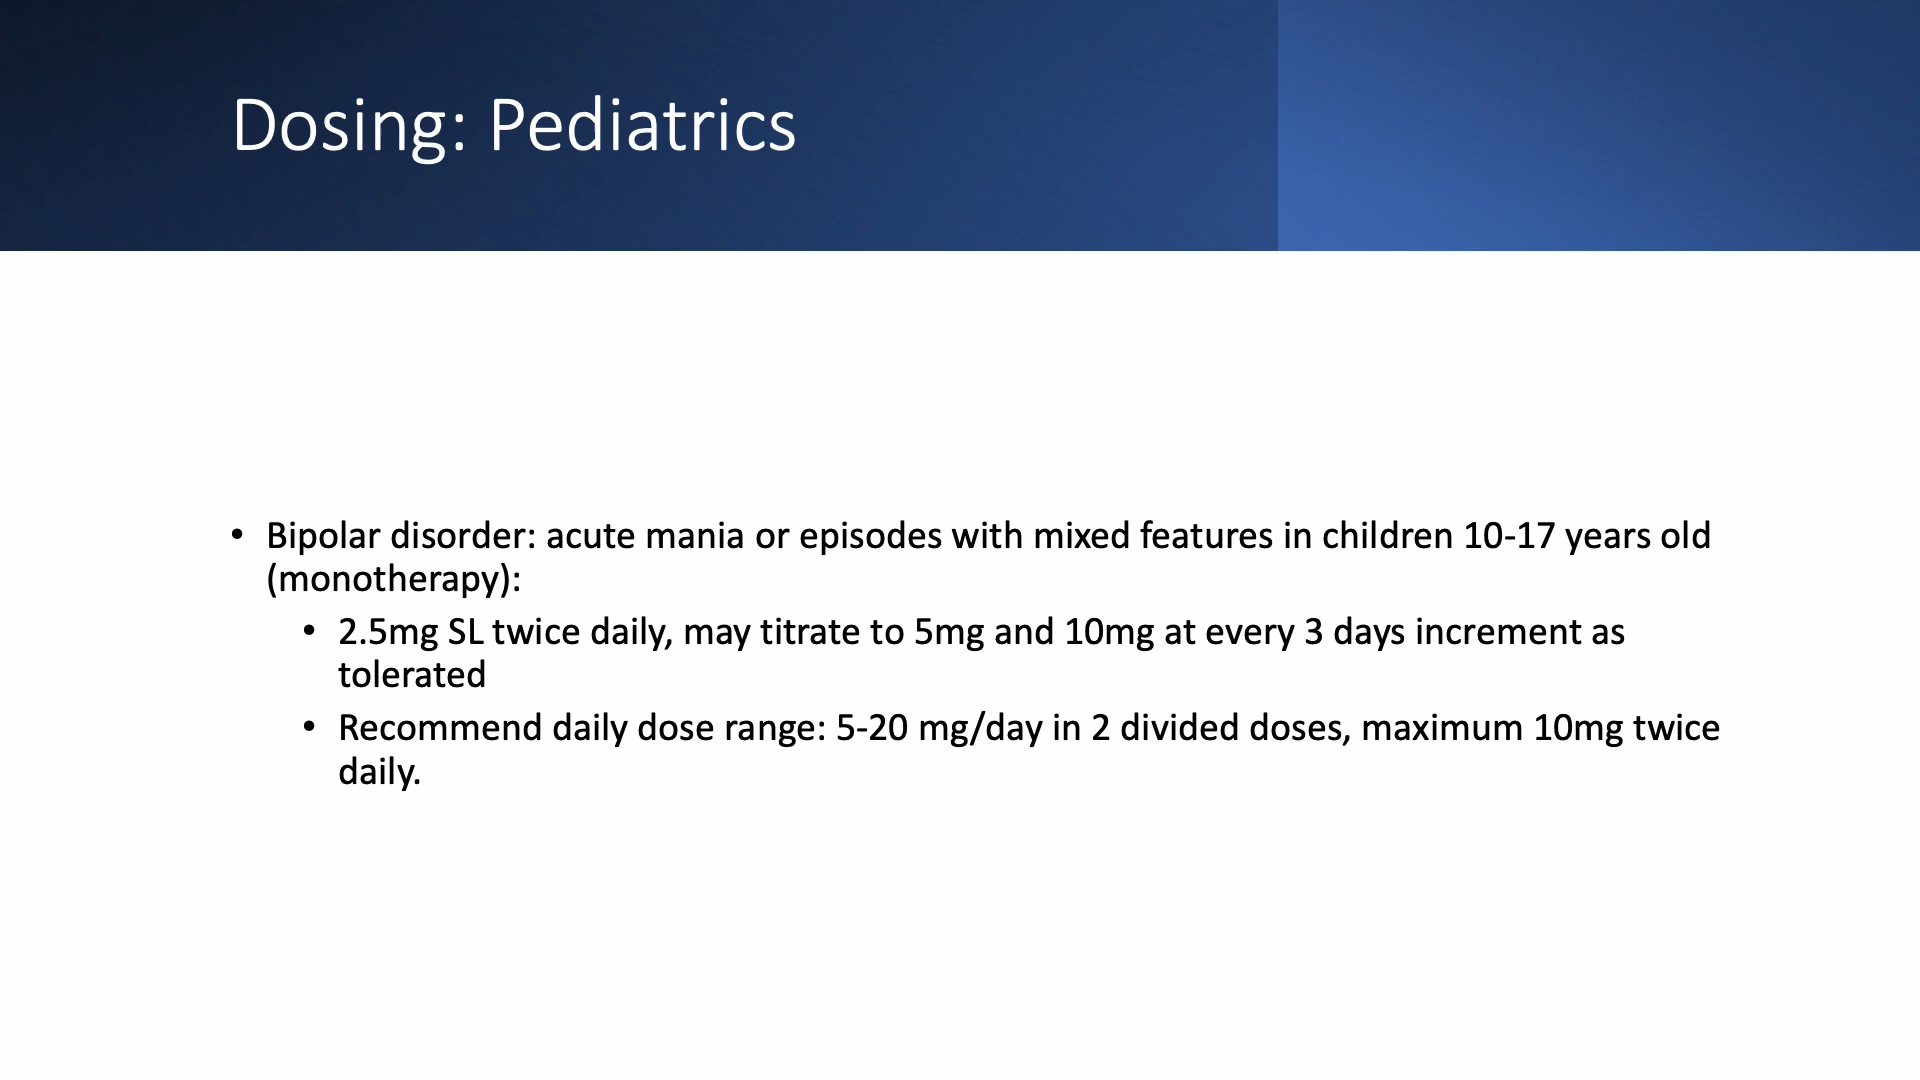 Dosing: Pediatrics
• Bipolar disorder: acute mania or episodes with mixed features in children 10-17 years old
(monotherapy):
• 2.5mg SL twice daily, may titrate to 5mg and 10mg at every 3 days increment as
tolerated
• Recommend daily dose range: 5-20 mg/day in 2 divided doses, maximum 10mg twice
daily.